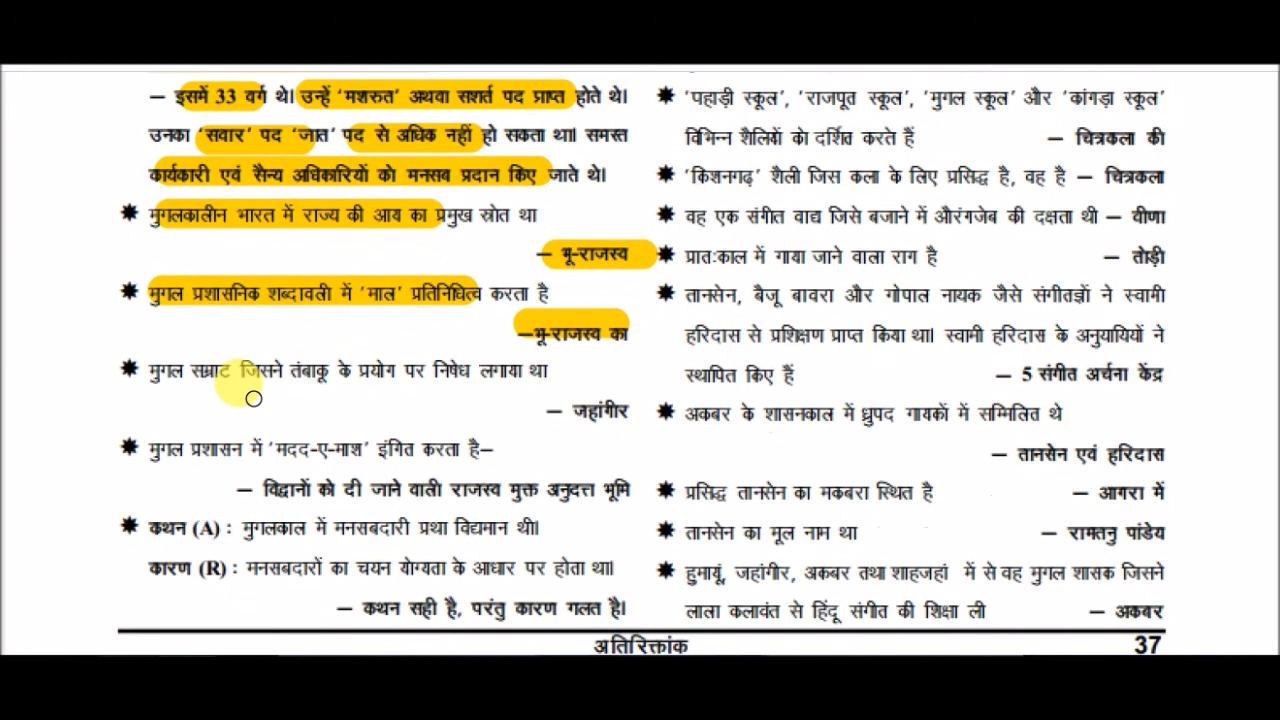 – इसमें 33 वर्ग थे। उन्हें 'मशरुत' अथवा सशर्त पद प्राप्त होते थे।
उनका 'सवार' पद 'जात' पद से अधिक नहीं हो सकता था। समस्त
कार्यकारी एवं सैन्य अधिकारियों को मनसब प्रदान किए जाते थे।
✷ मुगलकालीन भारत में राज्य की आय का प्रमुख स्रोत था
– भू-राजस्व
✷ मुगल प्रशासनिक शब्दावली में 'माल' प्रतिनिधित्व करता है
–भू-राजस्व का
✷ मुगल सम्राट जिसने तंबाकू के प्रयोग पर निषेध लगाया था
– जहांगीर
✷ मुगल प्रशासन में 'मदद-ए-माश' इंगित करता है–
– विद्वानों को दी जाने वाली राजस्व मुक्त अनुदत्त भूमि
✷ कथन (A) : मुगलकाल में मनसबदारी प्रथा विद्यमान थी।
कारण (R) : मनसबदारों का चयन योग्यता के आधार पर होता था।
– कथन सही है, परंतु कारण गलत है।
✷ 'पहाड़ी स्कूल', 'राजपूत स्कूल', 'मुगल स्कूल' और 'कांगड़ा स्कूल'
विभिन्न शैलियों को दर्शित करते हैं – चित्रकला की
✷ 'किशनगढ़' शैली जिस कला के लिए प्रसिद्ध है, वह है – चित्रकला
✷ वह एक संगीत वाद्य जिसे बजाने में औरंगजेब की दक्षता थी – वीणा
✷ प्रातःकाल में गाया जाने वाला राग है – तोड़ी
✷ तानसेन, बैजू बावरा और गोपाल नायक जैसे संगीतज्ञों ने स्वामी
हरिदास से प्रशिक्षण प्राप्त किया था। स्वामी हरिदास के अनुयायियों ने
स्थापित किए हैं – 5 संगीत अर्चना केंद्र
✷ अकबर के शासनकाल में ध्रुपद गायकों में सम्मिलित थे
– तानसेन एवं हरिदास
✷ प्रसिद्ध तानसेन का मकबरा स्थित है – आगरा में
✷ तानसेन का मूल नाम था – रामतनु पांडेय
✷ हुमायूं, जहांगीर, अकबर तथा शाहजहां में से वह मुगल शासक जिसने
लाला कलावंत से हिंदू संगीत की शिक्षा ली – अकबर
अतिरिक्तांक 37